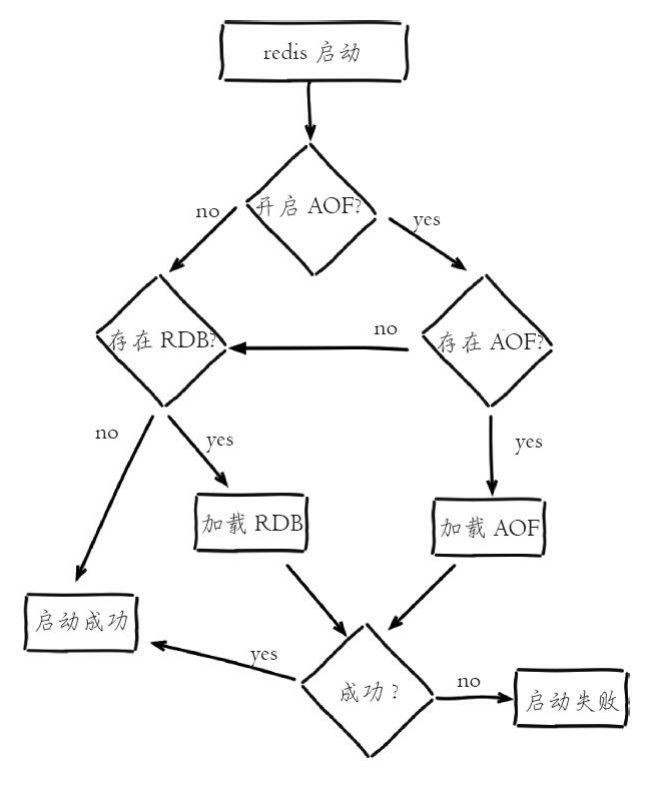 redis 启动
开启 AOF?
no
yes
存在 RDB?
no
存在 AOF?
no
yes
yes
加载 RDB
加载 AOF
启动成功
yes
成功?
no
启动失败